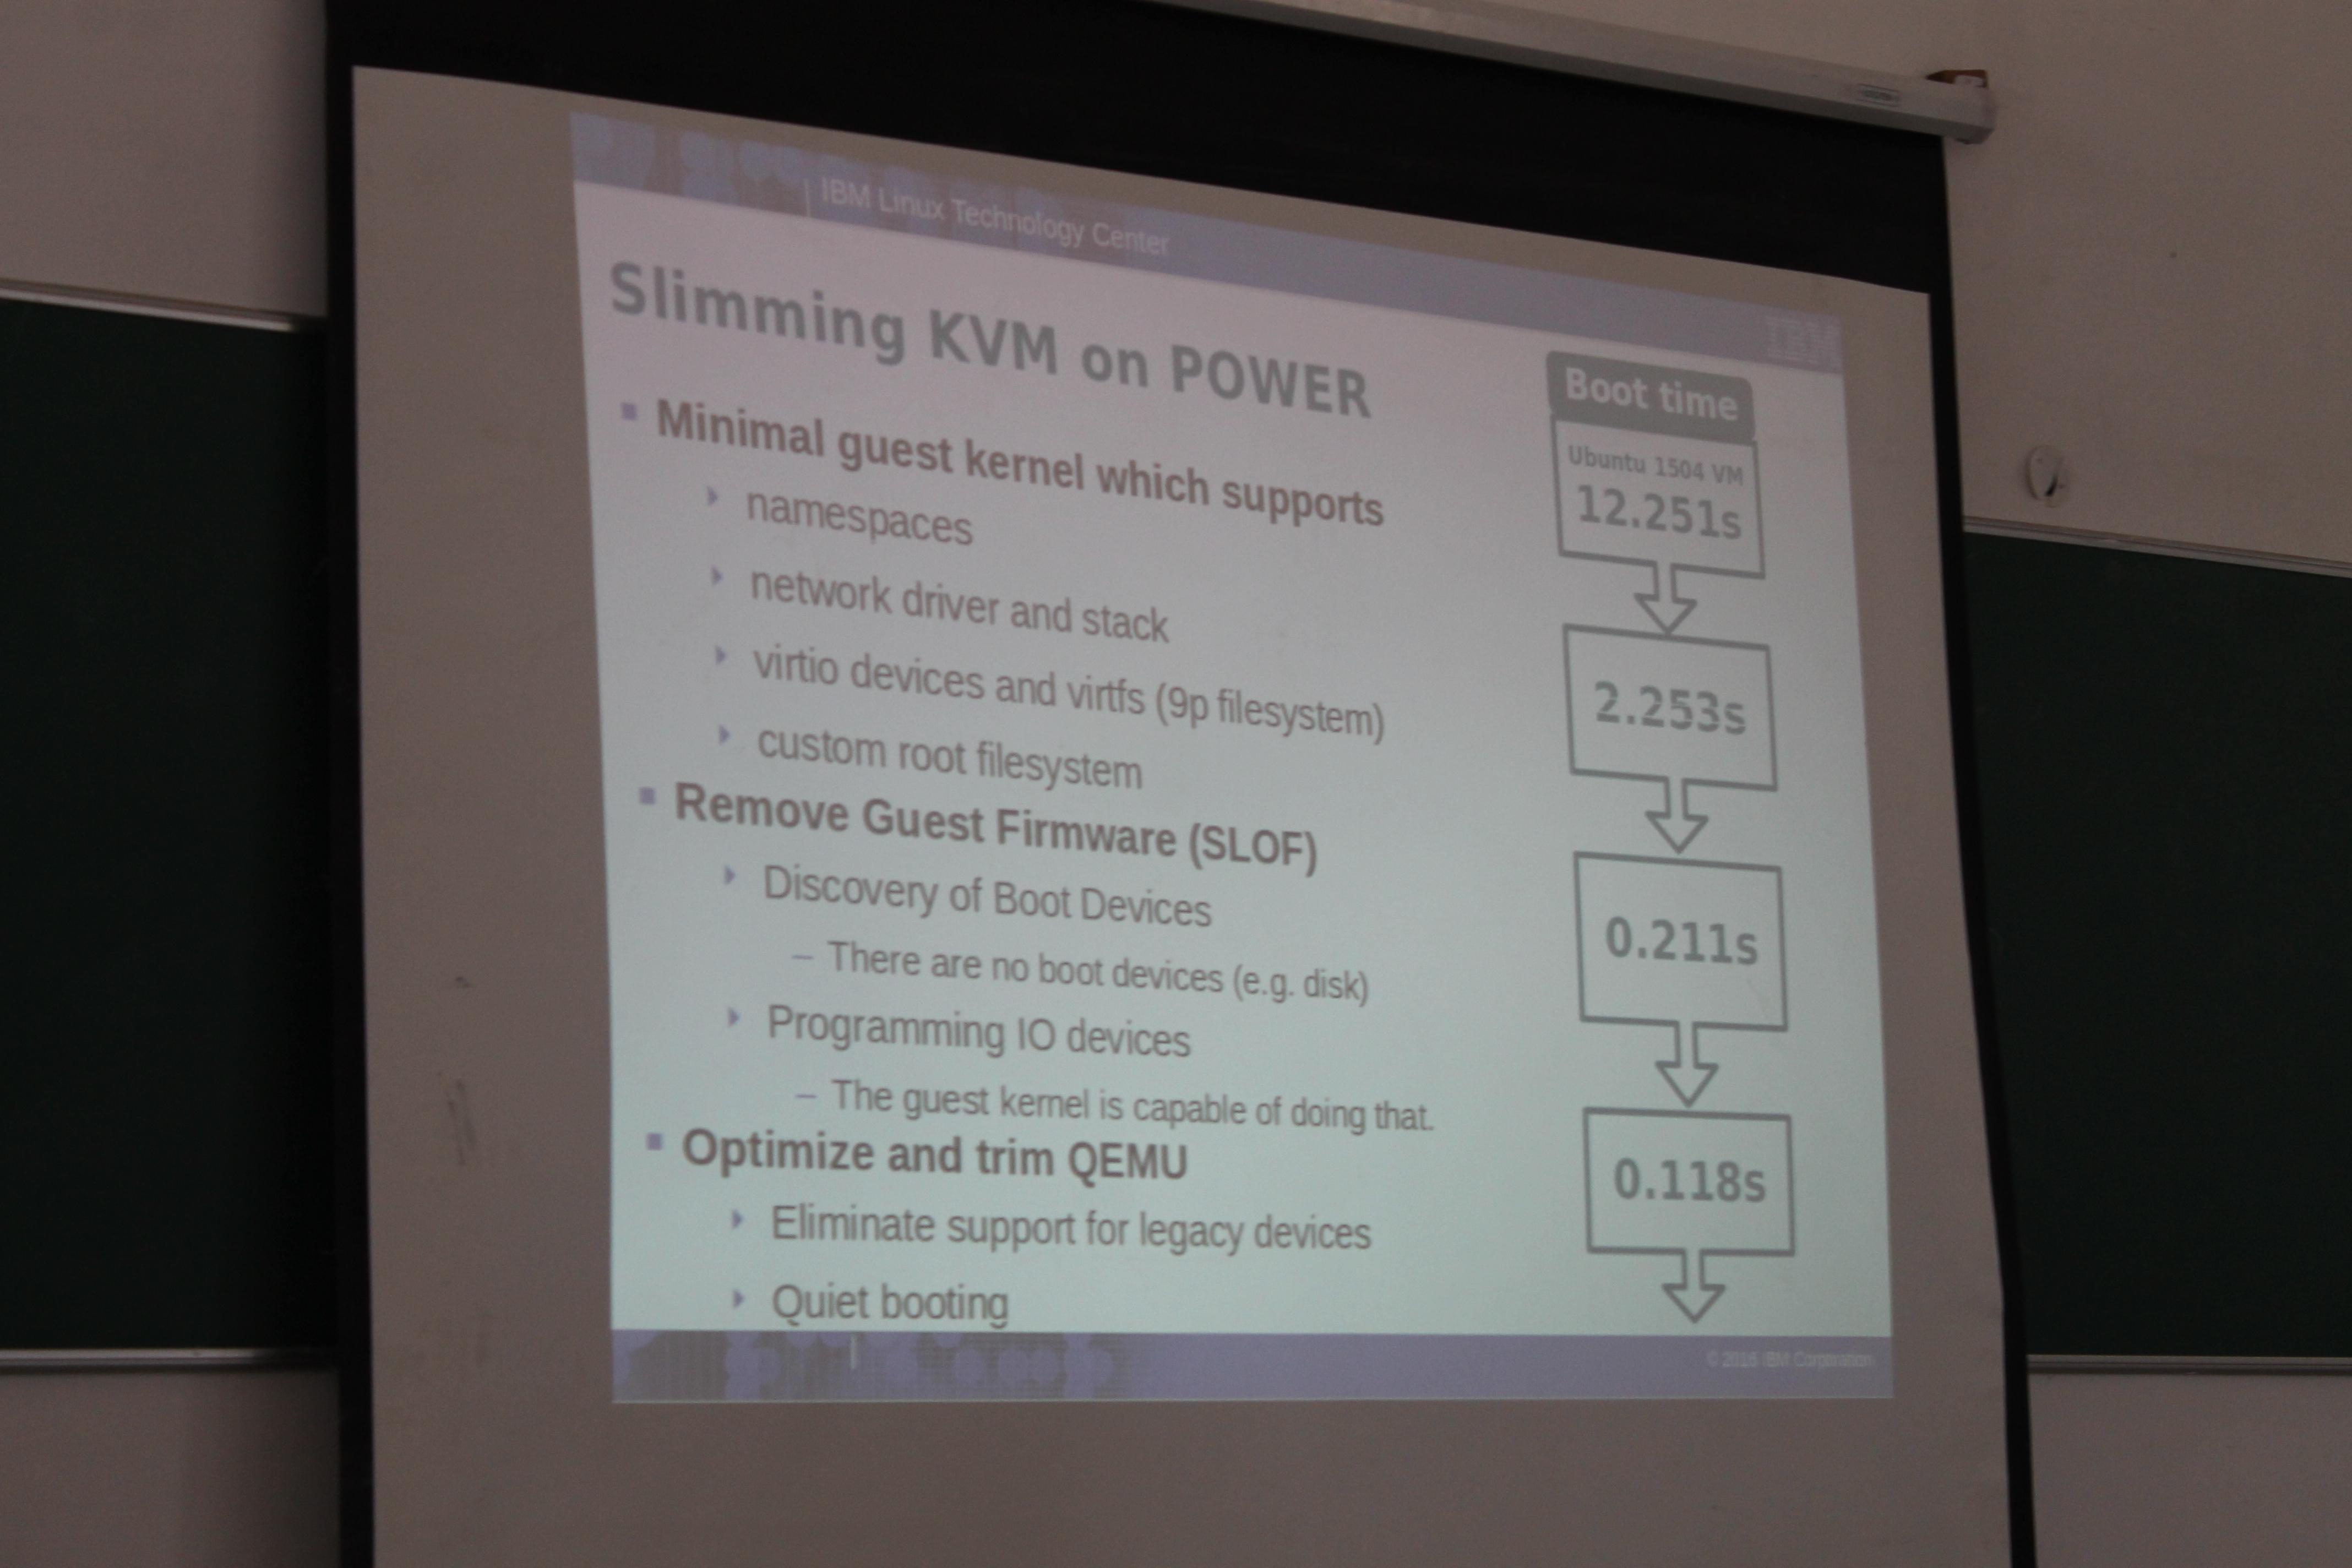 IBM Linux Technology Center
IBM
Slimming KVM on POWER
Minimal guest kernel which supports
namespaces
network driver and stack
virtio devices and virtfs (9p filesystem)
custom root filesystem
Remove Guest Firmware (SLOF)
Discovery of Boot Devices
– There are no boot devices (e.g. disk)
Programming IO devices
– The guest kernel is capable of doing that.
Optimize and trim QEMU
Eliminate support for legacy devices
Quiet booting
Boot time
Ubuntu 1504 VM
12.251s
2.253s
0.211s
0.118s
© IBM Corporation